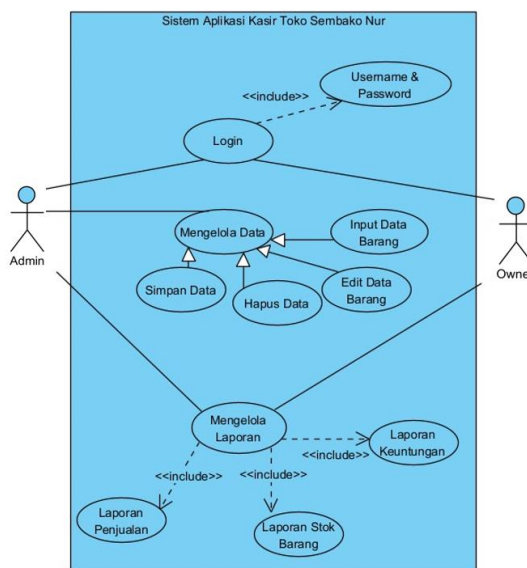 Sistem Aplikasi Kasir Toko Sembako Nur
Username &
Password
<<include>>
Login
Admin
Owne
Mengelola Data
Input Data
Barang
Simpan Data
Hapus Data
Edit Data
Barang
Mengelola
Laporan
Laporan
Keuntungan
<<include>>
<<include>>
<<include>>
Laporan
Penjualan
Laporan Stok
Barang